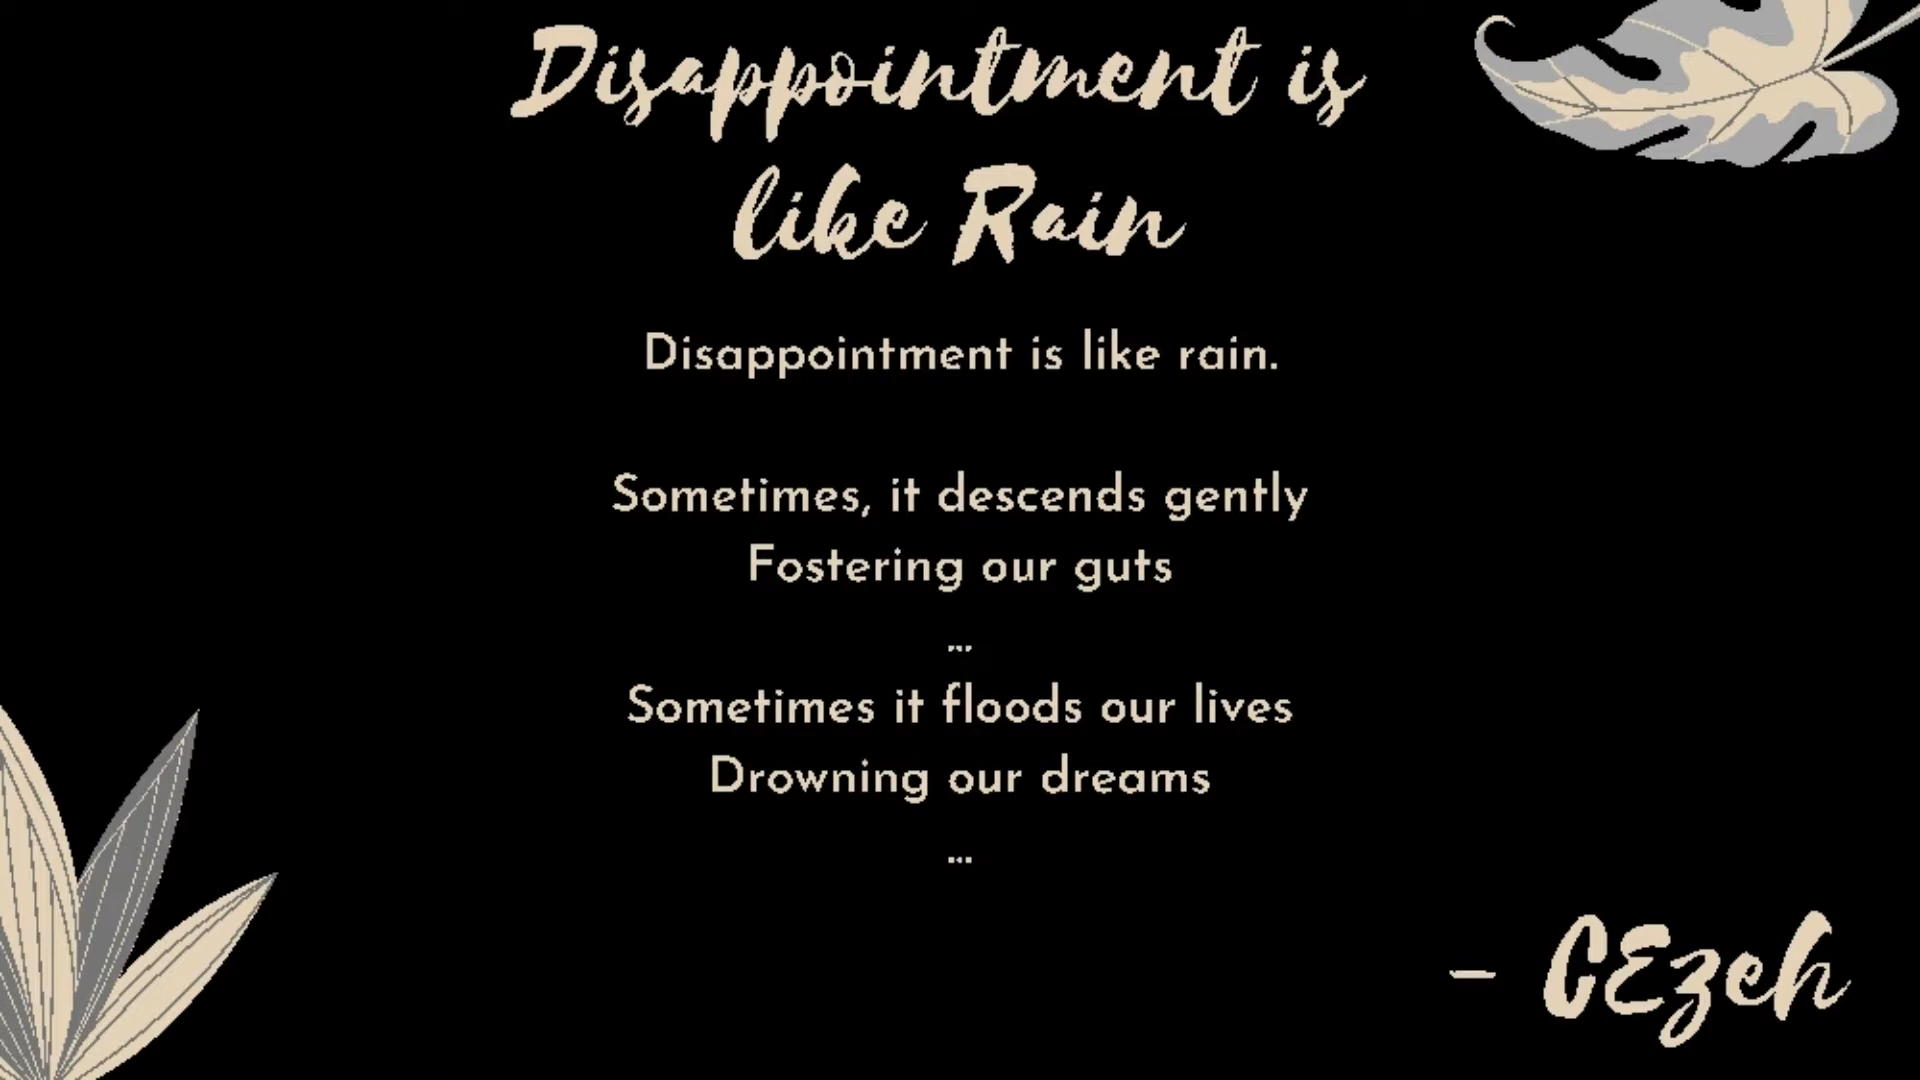 Disappointment is
like Rain
Disappointment is like rain.
Sometimes, it descends gently
Fostering our guts
...
Sometimes it floods our lives
Drowning our dreams
...
– CEzeh